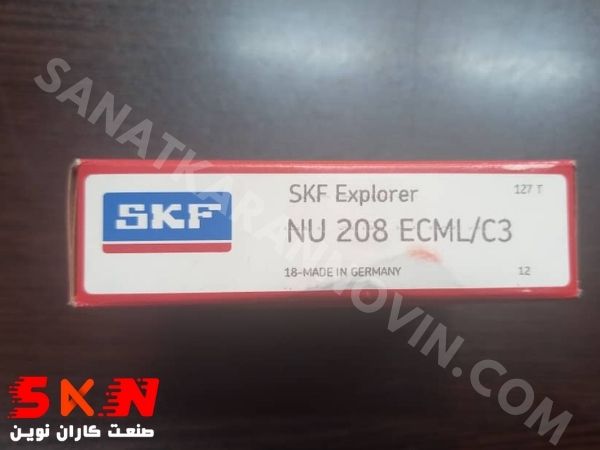 SKF
SKF Explorer
127 T
NU 208 ECML/C3
18-MADE IN GERMANY
12
SANATKARANNOVIN.COM
SKN
صنعت کاران نوین